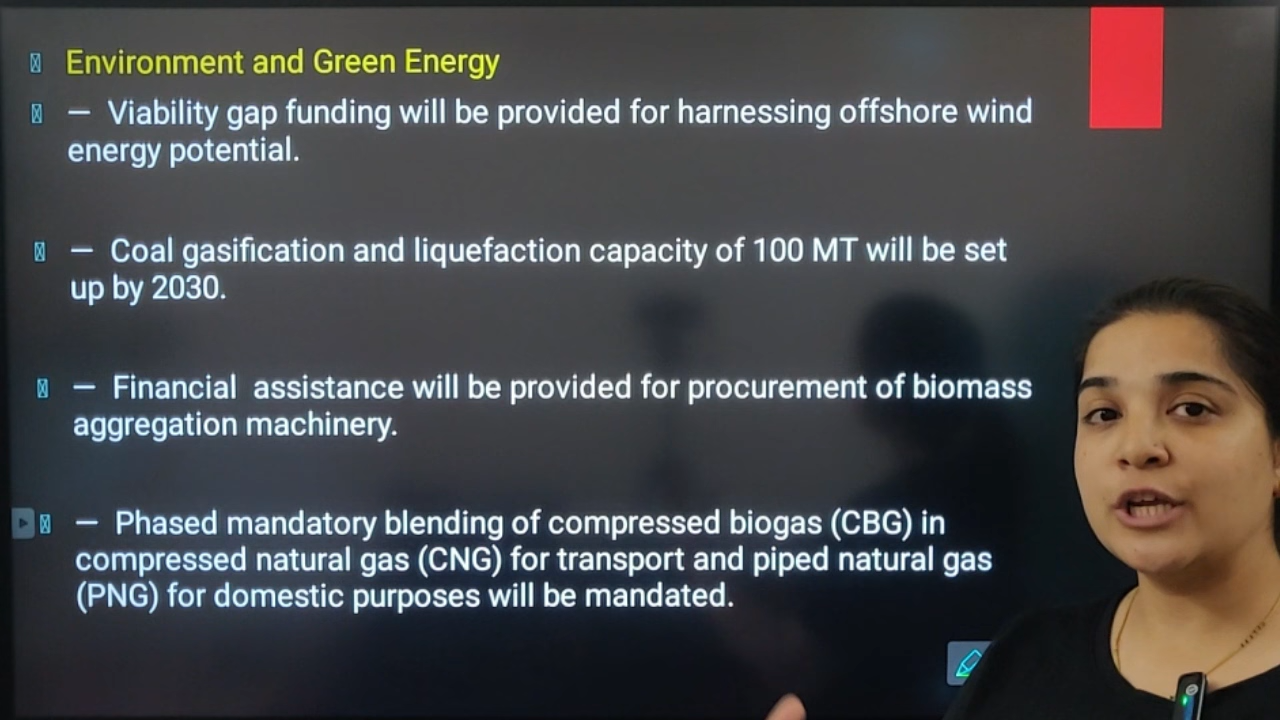 Environment and Green Energy
— Viability gap funding will be provided for harnessing offshore wind
energy potential.
— Coal gasification and liquefaction capacity of 100 MT will be set
up by 2030.
— Financial assistance will be provided for procurement of biomass
aggregation machinery.
— Phased mandatory blending of compressed biogas (CBG) in
compressed natural gas (CNG) for transport and piped natural gas
(PNG) for domestic purposes will be mandated.